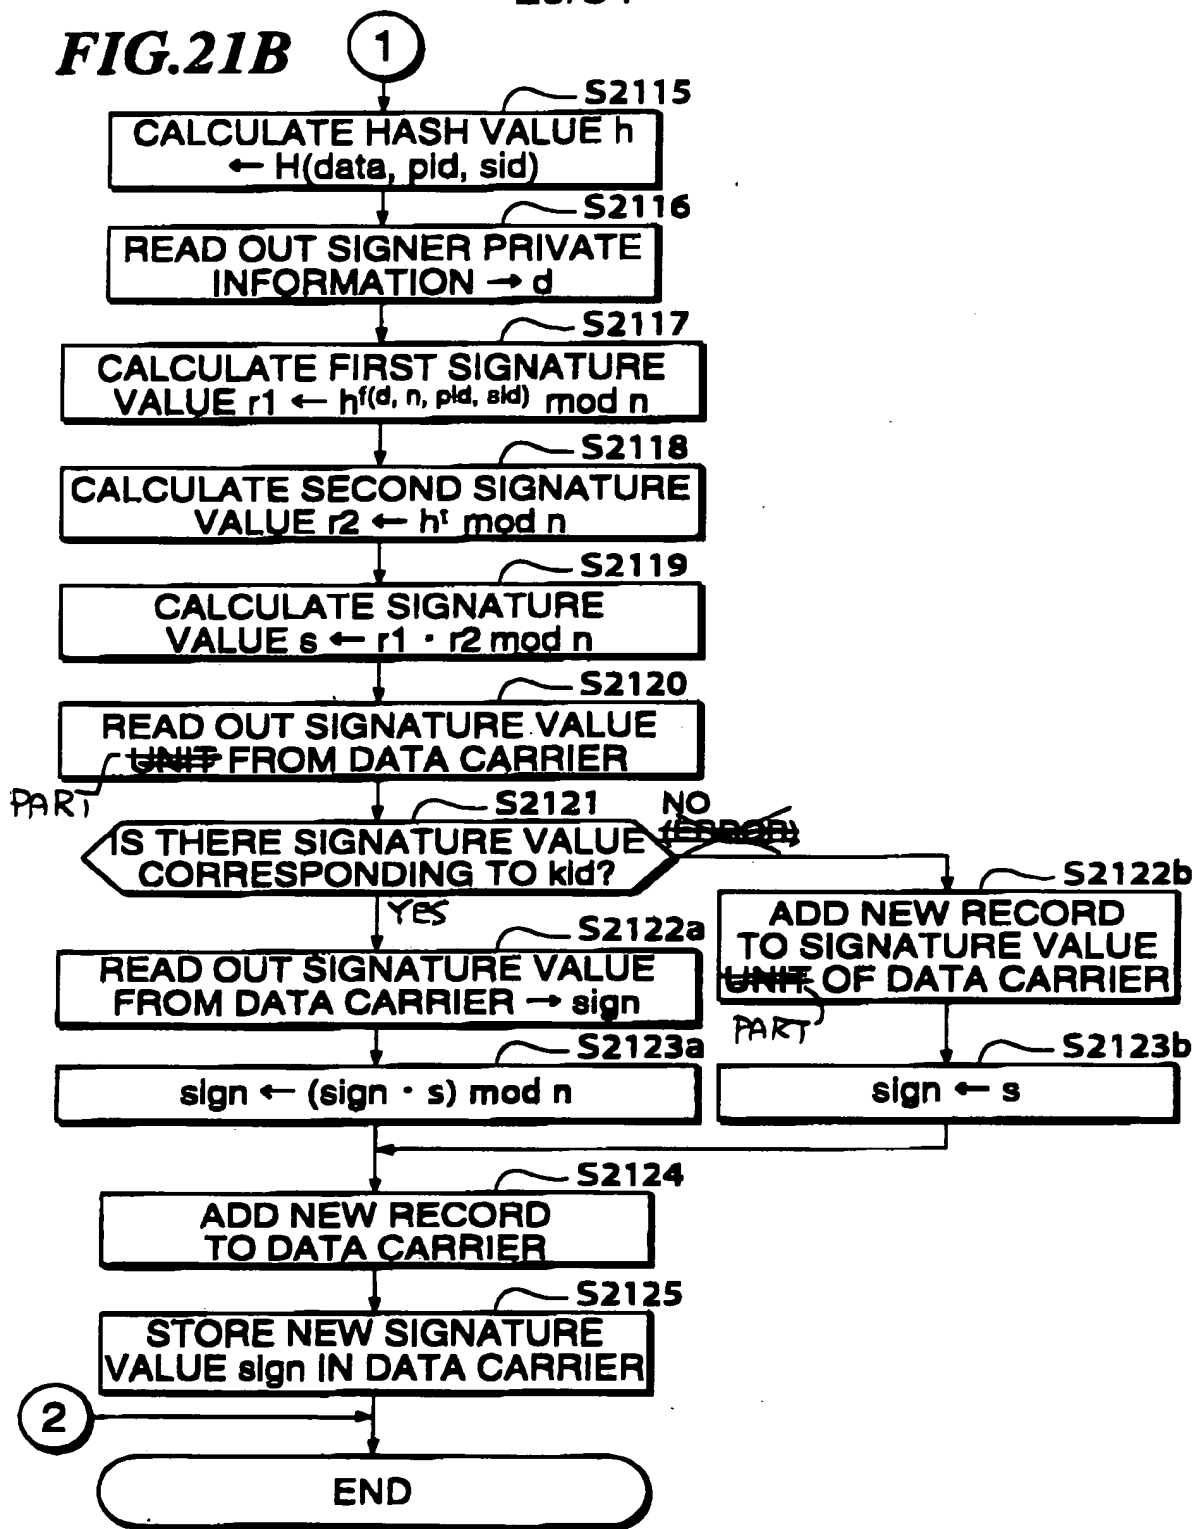 FIG.21B
1
S2115
CALCULATE HASH VALUE h
← H(data, pid, sid)
S2116
READ OUT SIGNER PRIVATE
INFORMATION → d
S2117
CALCULATE FIRST SIGNATURE
VALUE r1 ← h^f(d, n, pid, sid) mod n
S2118
CALCULATE SECOND SIGNATURE
VALUE r2 ← h^r mod n
S2119
CALCULATE SIGNATURE
VALUE s ← r1 · r2 mod n
S2120
READ OUT SIGNATURE VALUE
UNIT FROM DATA CARRIER
PART
S2121
NO
(ERROR)
IS THERE SIGNATURE VALUE
CORRESPONDING TO kid?
YES
S2122b
ADD NEW RECORD
TO SIGNATURE VALUE
UNIT OF DATA CARRIER
PART
S2122a
READ OUT SIGNATURE VALUE
FROM DATA CARRIER → sign
S2123a
sign ← (sign · s) mod n
S2123b
sign ← s
S2124
ADD NEW RECORD
TO DATA CARRIER
S2125
STORE NEW SIGNATURE
VALUE sign IN DATA CARRIER
2
END